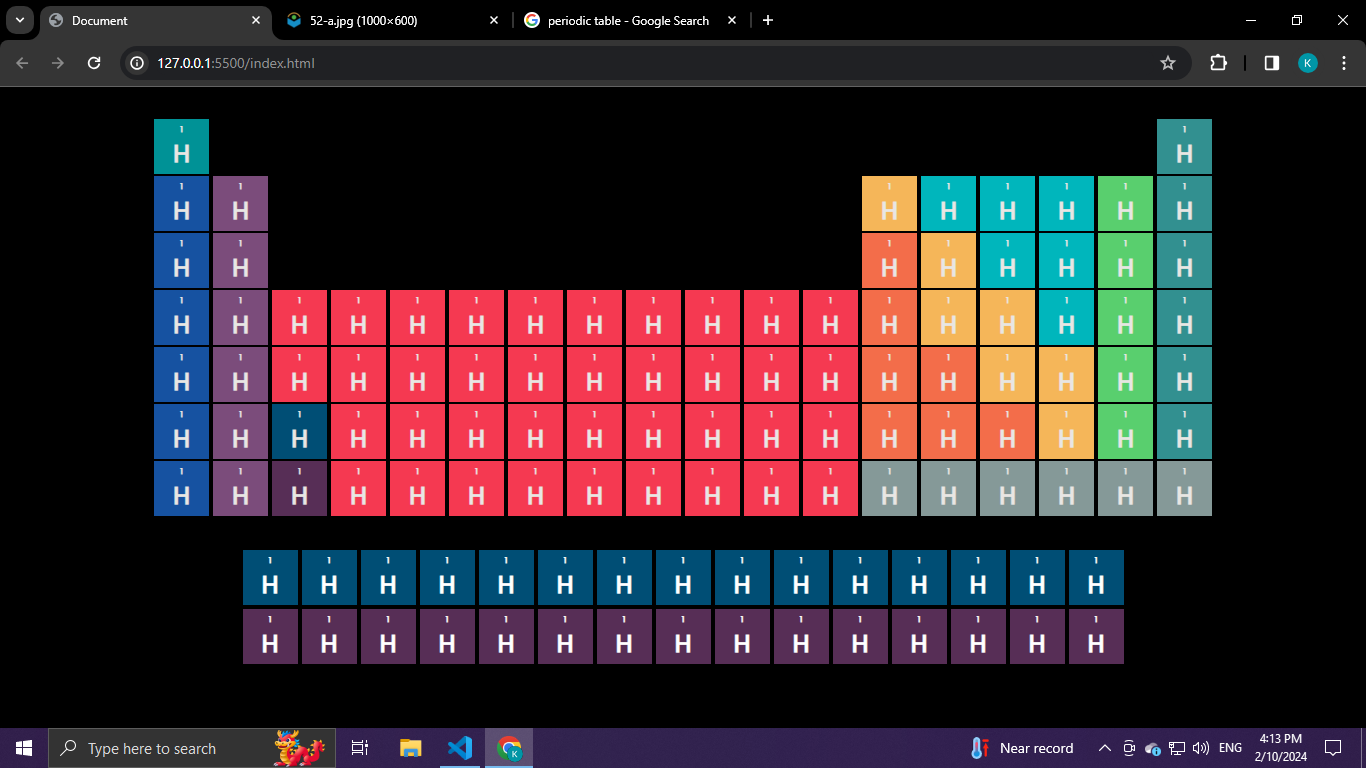 Document
52-a.jpg (1000×600)
periodic table - Google Search
127.0.0.1:5500/index.html
K
1 1
H H
1 1 1 1 1 1 1 1
H H H H H H H H
1 1 1 1 1 1 1 1
H H H H H H H H
1 1 1 1 1 1 1 1 1 1 1 1 1 1 1 1 1 1
H H H H H H H H H H H H H H H H H H
1 1 1 1 1 1 1 1 1 1 1 1 1 1 1 1 1 1
H H H H H H H H H H H H H H H H H H
1 1 1 1 1 1 1 1 1 1 1 1 1 1 1 1 1 1
H H H H H H H H H H H H H H H H H H
1 1 1 1 1 1 1 1 1 1 1 1 1 1 1 1 1 1
H H H H H H H H H H H H H H H H H H
1 1 1 1 1 1 1 1 1 1 1 1 1 1 1
H H H H H H H H H H H H H H H
1 1 1 1 1 1 1 1 1 1 1 1 1 1 1
H H H H H H H H H H H H H H H
Type here to search
K
Near record
ENG
4:13 PM
2/10/2024